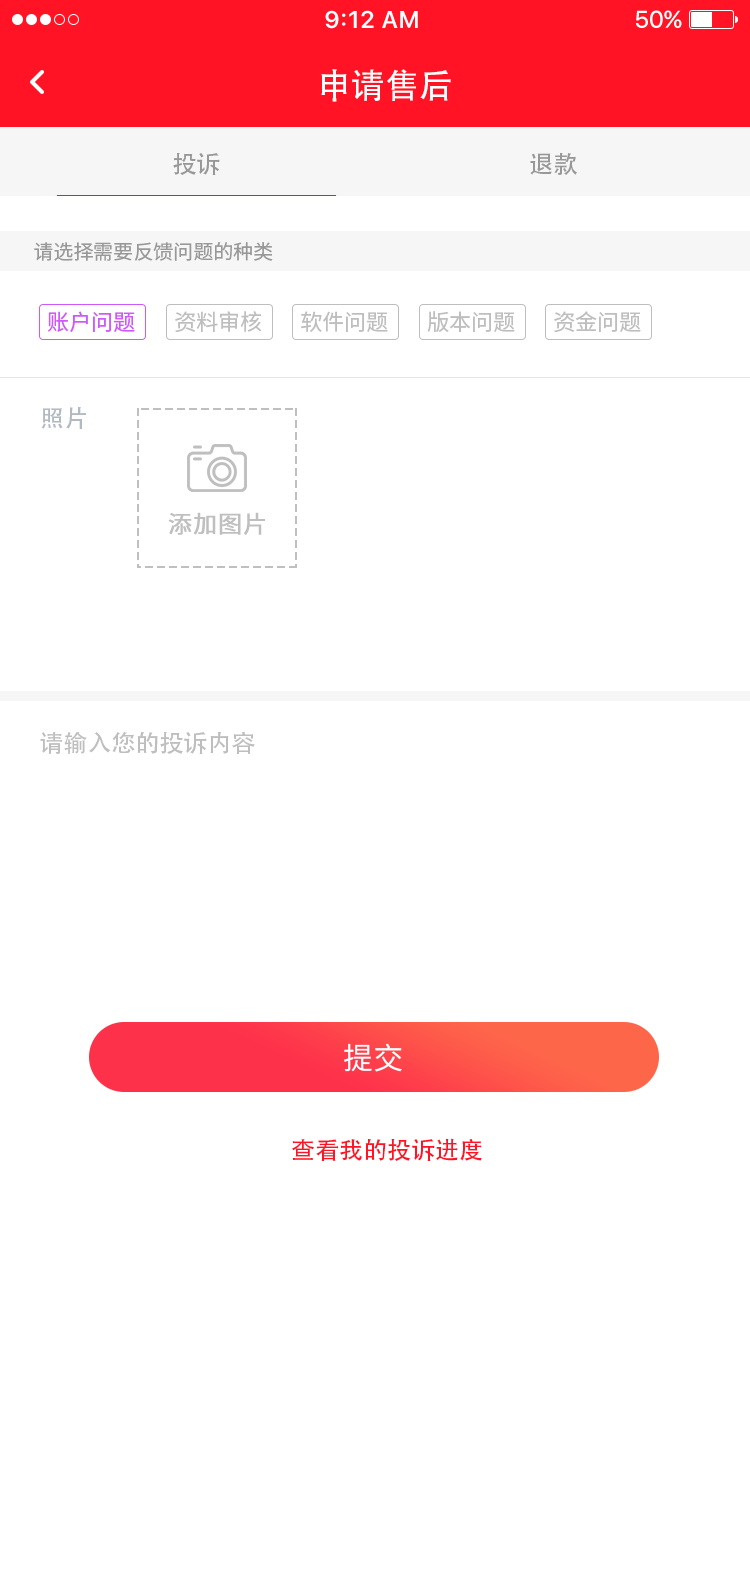 9:12 AM
50%
申请售后
投诉
退款
请选择需要反馈问题的种类
账户问题
资料审核
软件问题
版本问题
资金问题
照片
添加图片
请输入您的投诉内容
提交
查看我的投诉进度